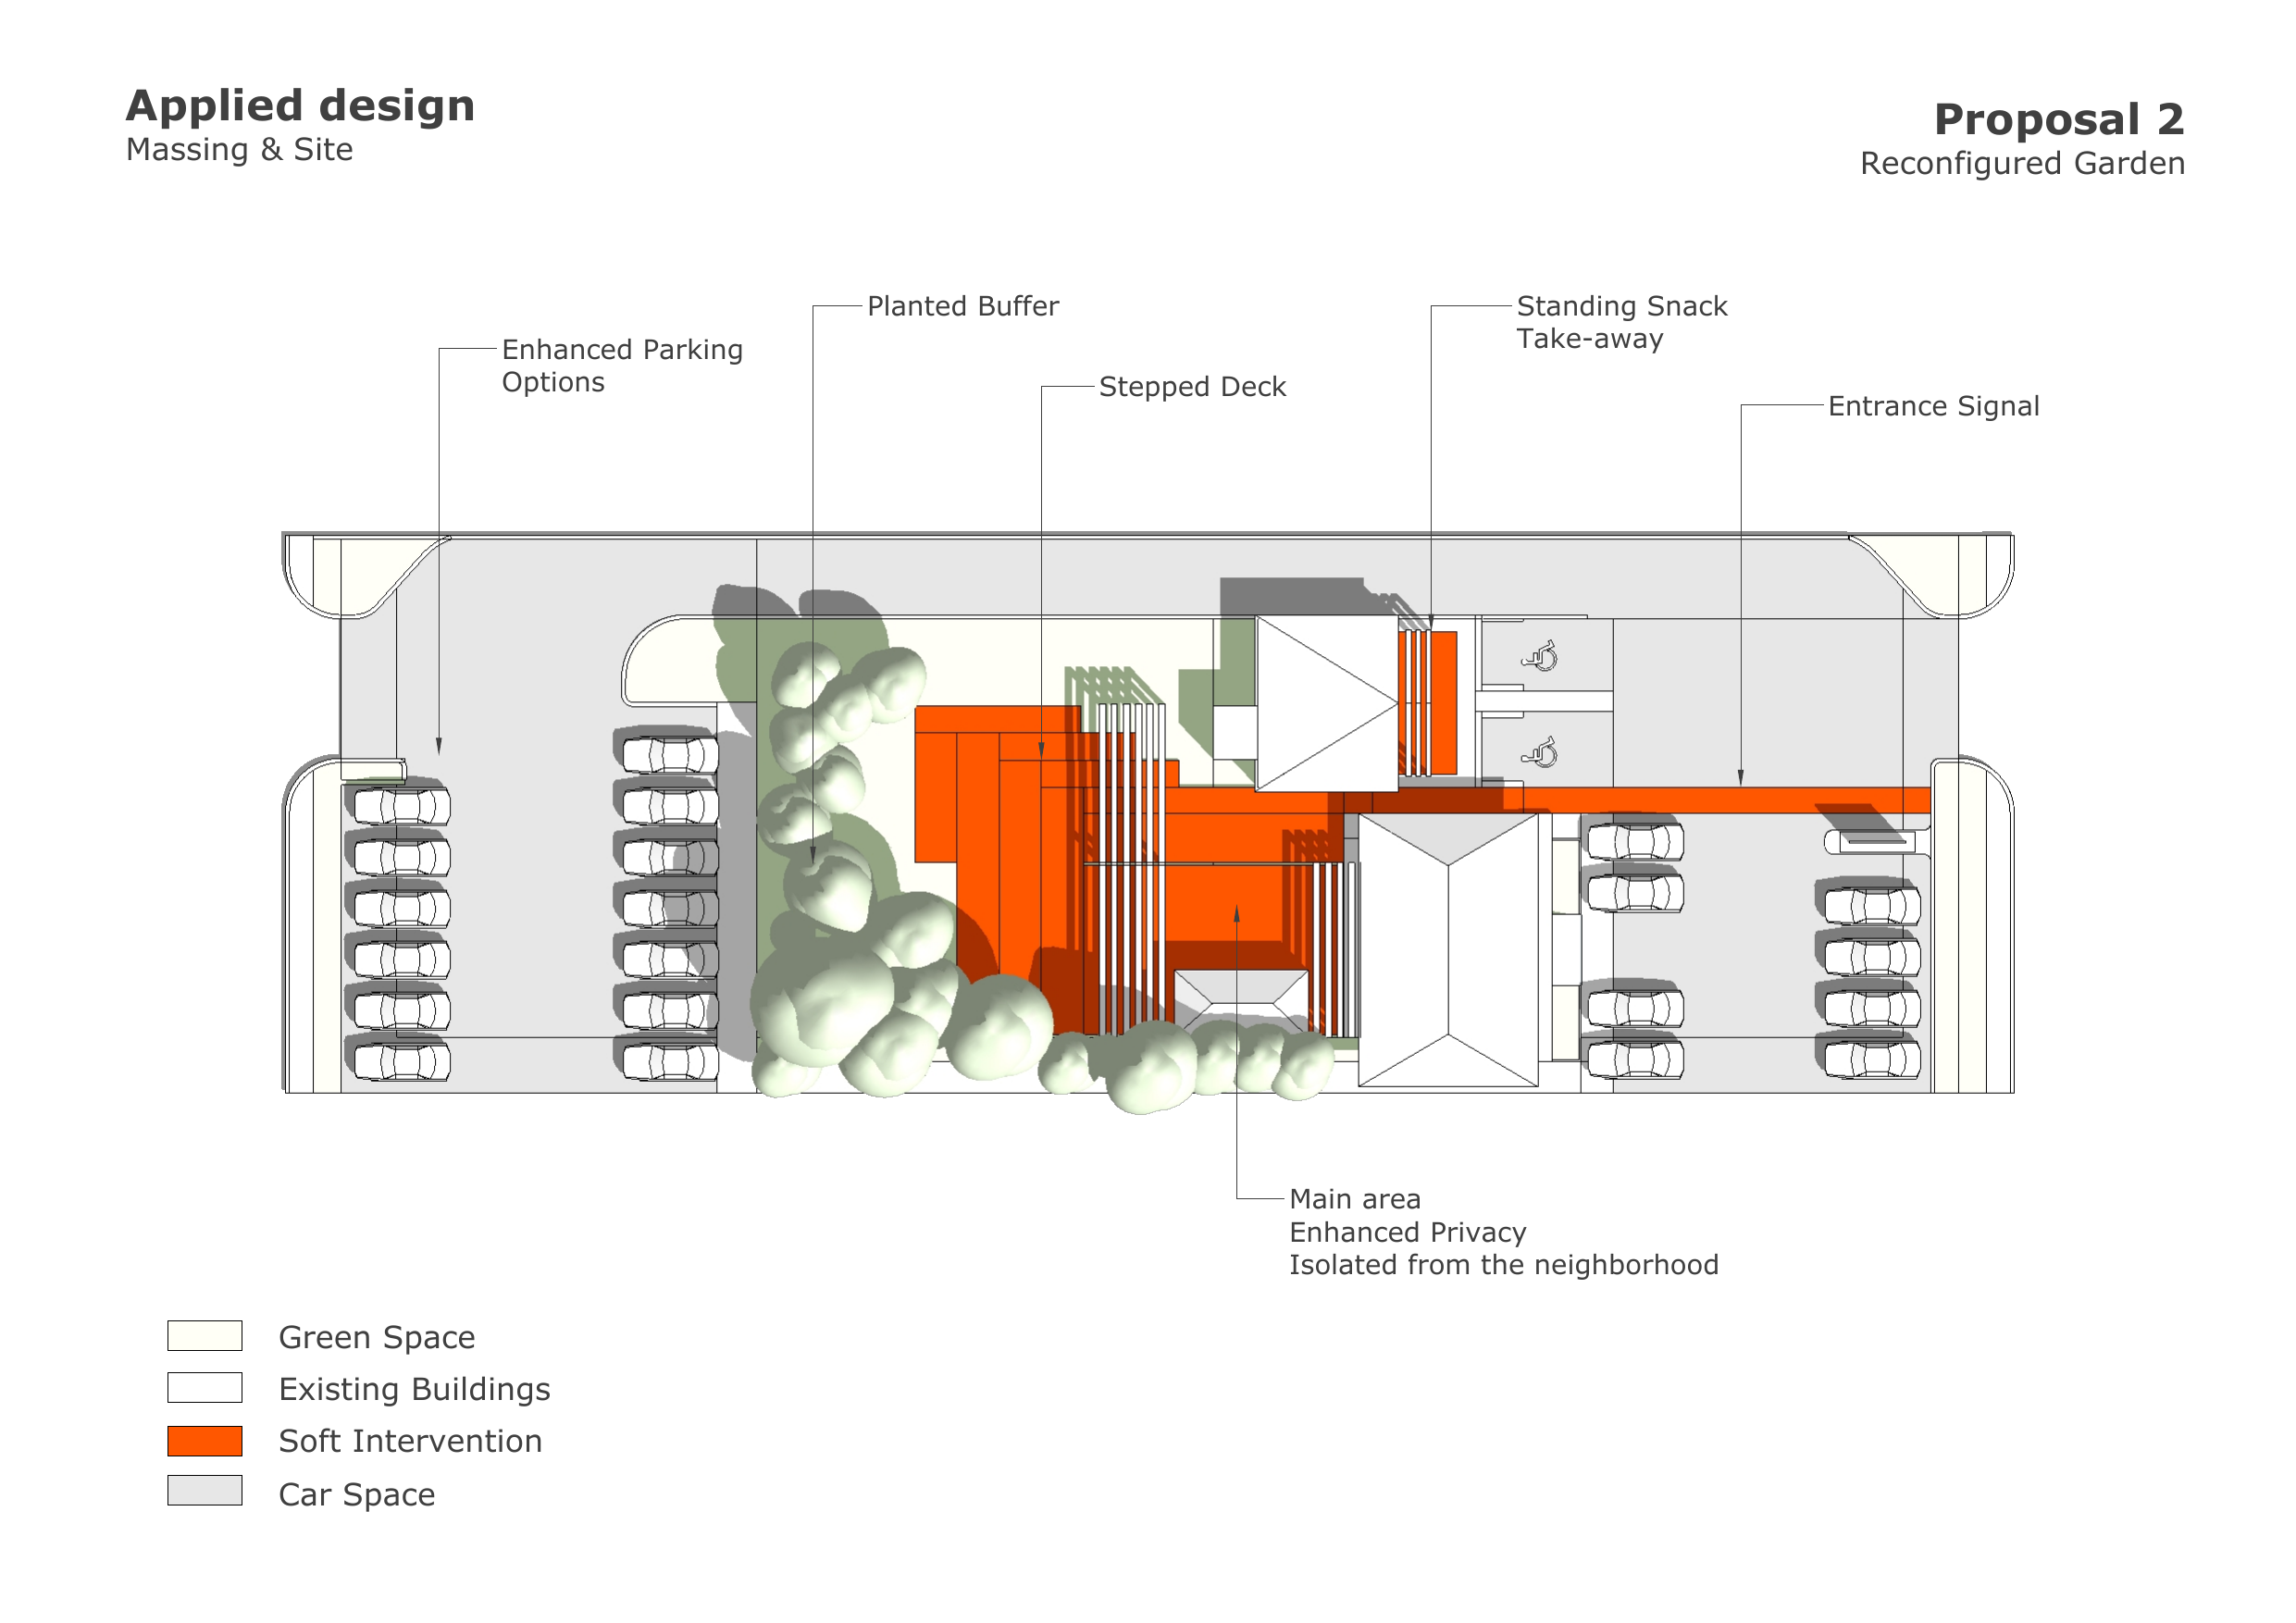 Applied design
Massing & Site
Proposal 2
Reconfigured Garden
Planted Buffer
Standing Snack
Take-away
Enhanced Parking
Options
Stepped Deck
Entrance Signal
Main area
Enhanced Privacy
Isolated from the neighborhood
Green Space
Existing Buildings
Soft Intervention
Car Space